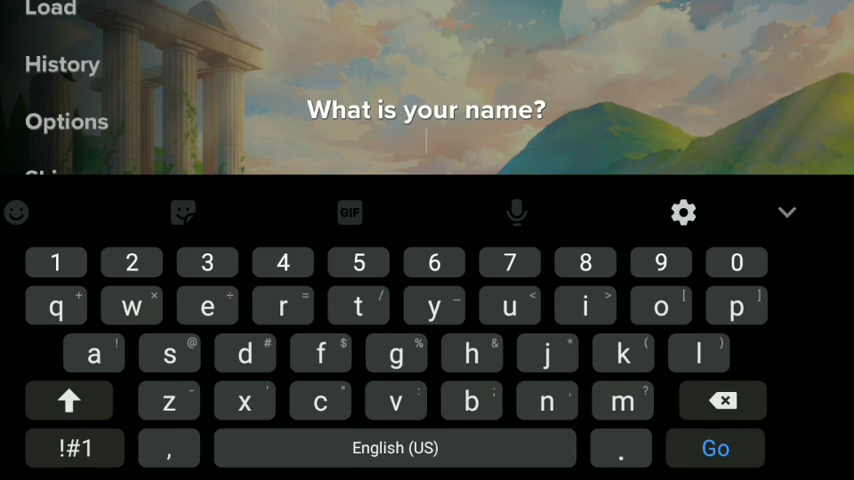 Load
History
What is your name?
Options
GIF
1 2 3 4 5 6 7 8 9 0
q + w × e ÷ r = t / y _ u < i > o [ p ]
a ! s @ d # f $ g % h & j * k ( l )
z - x ' c " v : b ; n , m ?
!#1 , English (US) . Go